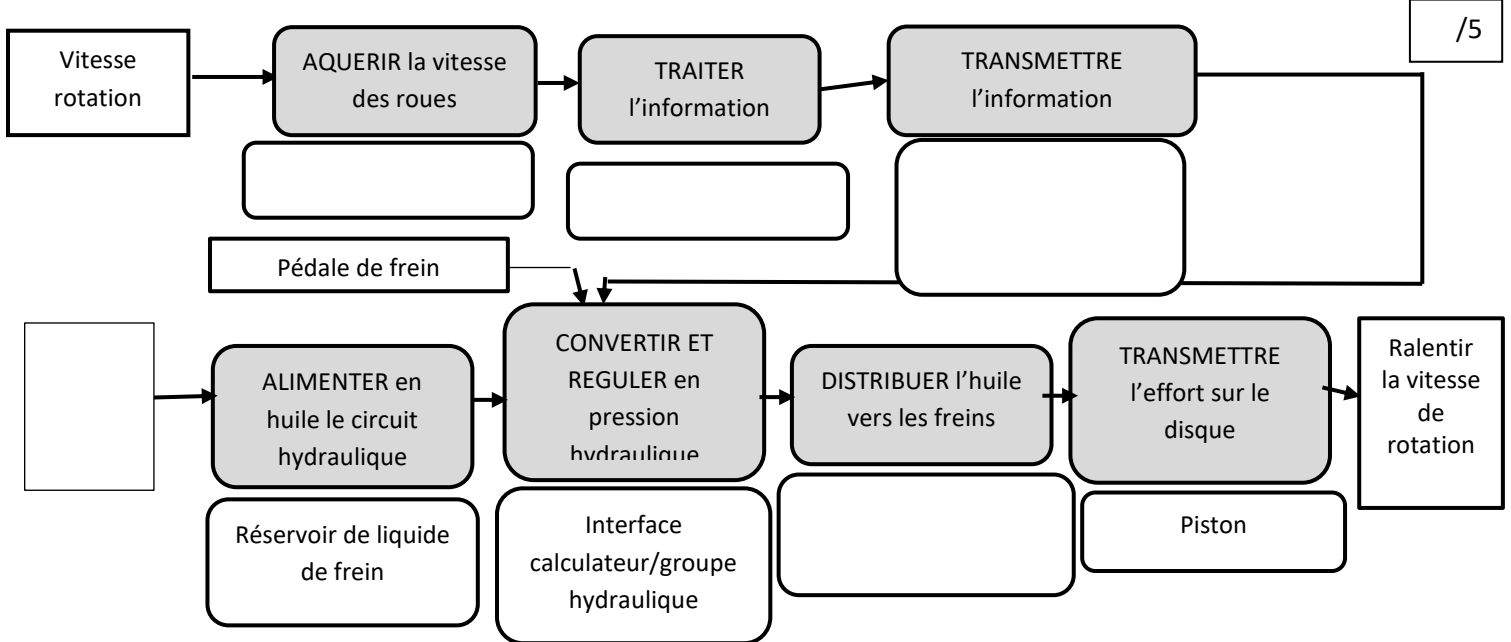 /5
Vitesse
rotation
AQUERIR la vitesse
des roues
TRAITER
l’information
TRANSMETTRE
l’information
Pédale de frein
ALIMENTER en
huile le circuit
hydraulique
CONVERTIR ET
REGULER en
pression
hydraulique
DISTRIBUER l’huile
vers les freins
TRANSMETTRE
l’effort sur le
disque
Ralentir
la vitesse
de
rotation
Réservoir de liquide
de frein
Interface
calculateur/groupe
hydraulique
Piston